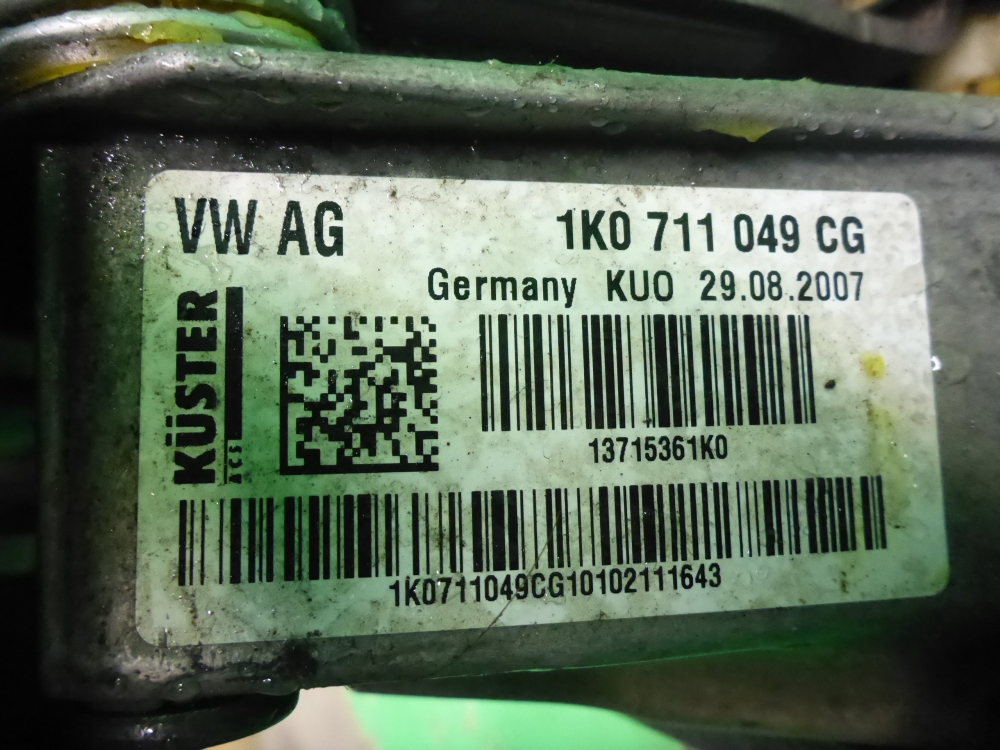 VW AG
1K0 711 049 CG
Germany KUO 29.08.2007
KÜSTER
ACS
13715361K0
1K0711049CG10102111643